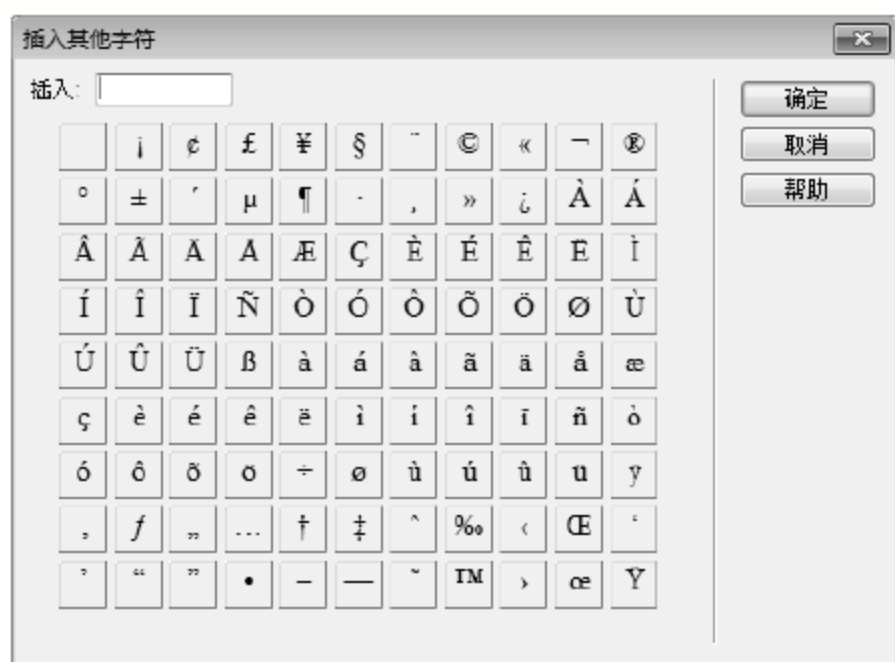 插入其他字符
插入: 确定
取消
帮助
¡ ¢ £ ¥ § ¨ © « ¬ ®
° ± ´ µ ¶ · ¸ » ¿ À Á
Â Ã Ä Å Æ Ç È É Ê Ë Ì
Í Î Ï Ñ Ò Ó Ô Õ Ö Ø Ù
Ú Û Ü ß à á â ã ä å æ
ç è é ê ë ì í î ï ñ ò
ó ô õ ö ÷ ø ù ú û ü ÿ
‚ ƒ „ … † ‡ ˆ ‰ ‹ Œ ‘
’ “ ” • – — ˜ ™ › œ Ÿ